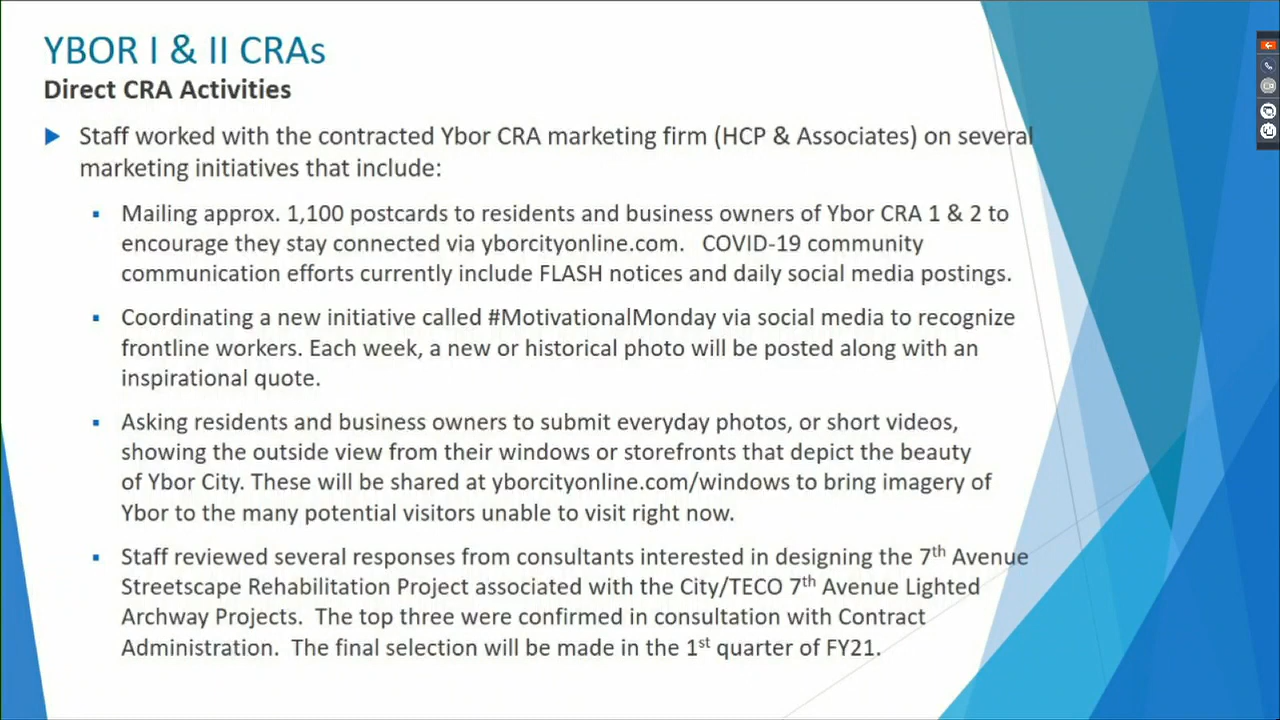 YBOR I & II CRAs
Direct CRA Activities
Staff worked with the contracted Ybor CRA marketing firm (HCP & Associates) on several
marketing initiatives that include:
Mailing approx. 1,100 postcards to residents and business owners of Ybor CRA 1 & 2 to
encourage they stay connected via yborcityonline.com. COVID-19 community
communication efforts currently include FLASH notices and daily social media postings.
Coordinating a new initiative called #MotivationalMonday via social media to recognize
frontline workers. Each week, a new or historical photo will be posted along with an
inspirational quote.
Asking residents and business owners to submit everyday photos, or short videos,
showing the outside view from their windows or storefronts that depict the beauty
of Ybor City. These will be shared at yborcityonline.com/windows to bring imagery of
Ybor to the many potential visitors unable to visit right now.
Staff reviewed several responses from consultants interested in designing the 7th Avenue
Streetscape Rehabilitation Project associated with the City/TECO 7th Avenue Lighted
Archway Projects. The top three were confirmed in consultation with Contract
Administration. The final selection will be made in the 1st quarter of FY21.